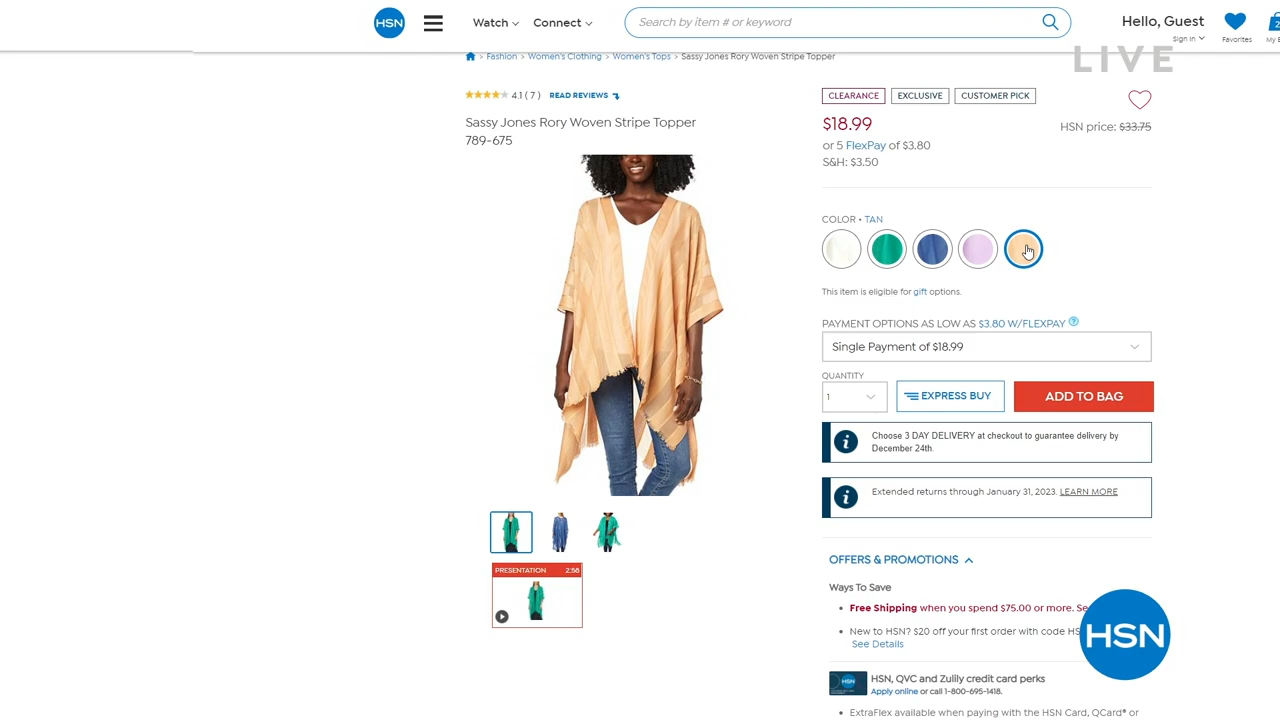 HSN
Watch
Connect
Search by item # or keyword
Hello, Guest
Sign In
Favorites
2
LIVE
> Fashion > Women's Clothing > Women's Tops > Sassy Jones Rory Woven Stripe Topper
4.1 ( 7 ) READ REVIEWS
Sassy Jones Rory Woven Stripe Topper
789-675
CLEARANCE EXCLUSIVE CUSTOMER PICK
$18.99
HSN price: $33.75
or 5 FlexPay of $3.80
S&H: $3.50
COLOR • TAN
This item is eligible for gift options.
PAYMENT OPTIONS AS LOW AS $3.80 W/FLEXPAY ?
Single Payment of $18.99
QUANTITY
1
EXPRESS BUY
ADD TO BAG
i Choose 3 DAY DELIVERY at checkout to guarantee delivery by
December 24th.
i Extended returns through January 31, 2023. LEARN MORE
PRESENTATION 2:58
OFFERS & PROMOTIONS
Ways To Save
• Free Shipping when you spend $75.00 or more.
• New to HSN? $20 off your first order with code
See Details
HSN
HSN
HSN, QVC and Zulily credit card perks
Apply online or call 1-800-695-1418.
• ExtraFlex available when paying with the HSN Card, QCard® or